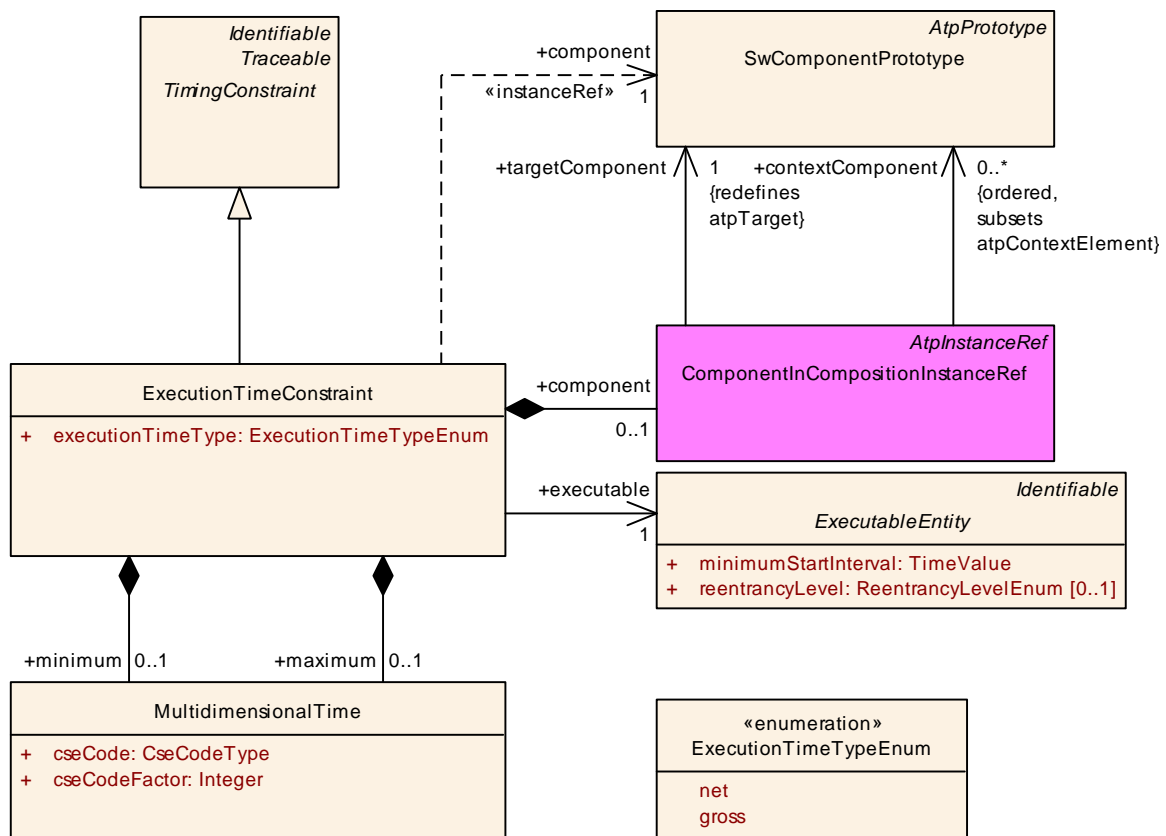 Identifiable
Traceable
TimingConstraint
AtpPrototype
SwComponentPrototype
+component
«instanceRef»
1
+targetComponent
1
{redefines
atpTarget}
+contextComponent
0..*
{ordered,
subsets
atpContextElement}
AtpInstanceRef
ComponentInCompositionInstanceRef
ExecutionTimeConstraint
+ executionTimeType: ExecutionTimeTypeEnum
+component
0..1
+executable
1
Identifiable
ExecutableEntity
+ minimumStartInterval: TimeValue
+ reentrancyLevel: ReentrancyLevelEnum [0..1]
+minimum 0..1
+maximum 0..1
MultidimensionalTime
+ cseCode: CseCodeType
+ cseCodeFactor: Integer
«enumeration»
ExecutionTimeTypeEnum
net
gross